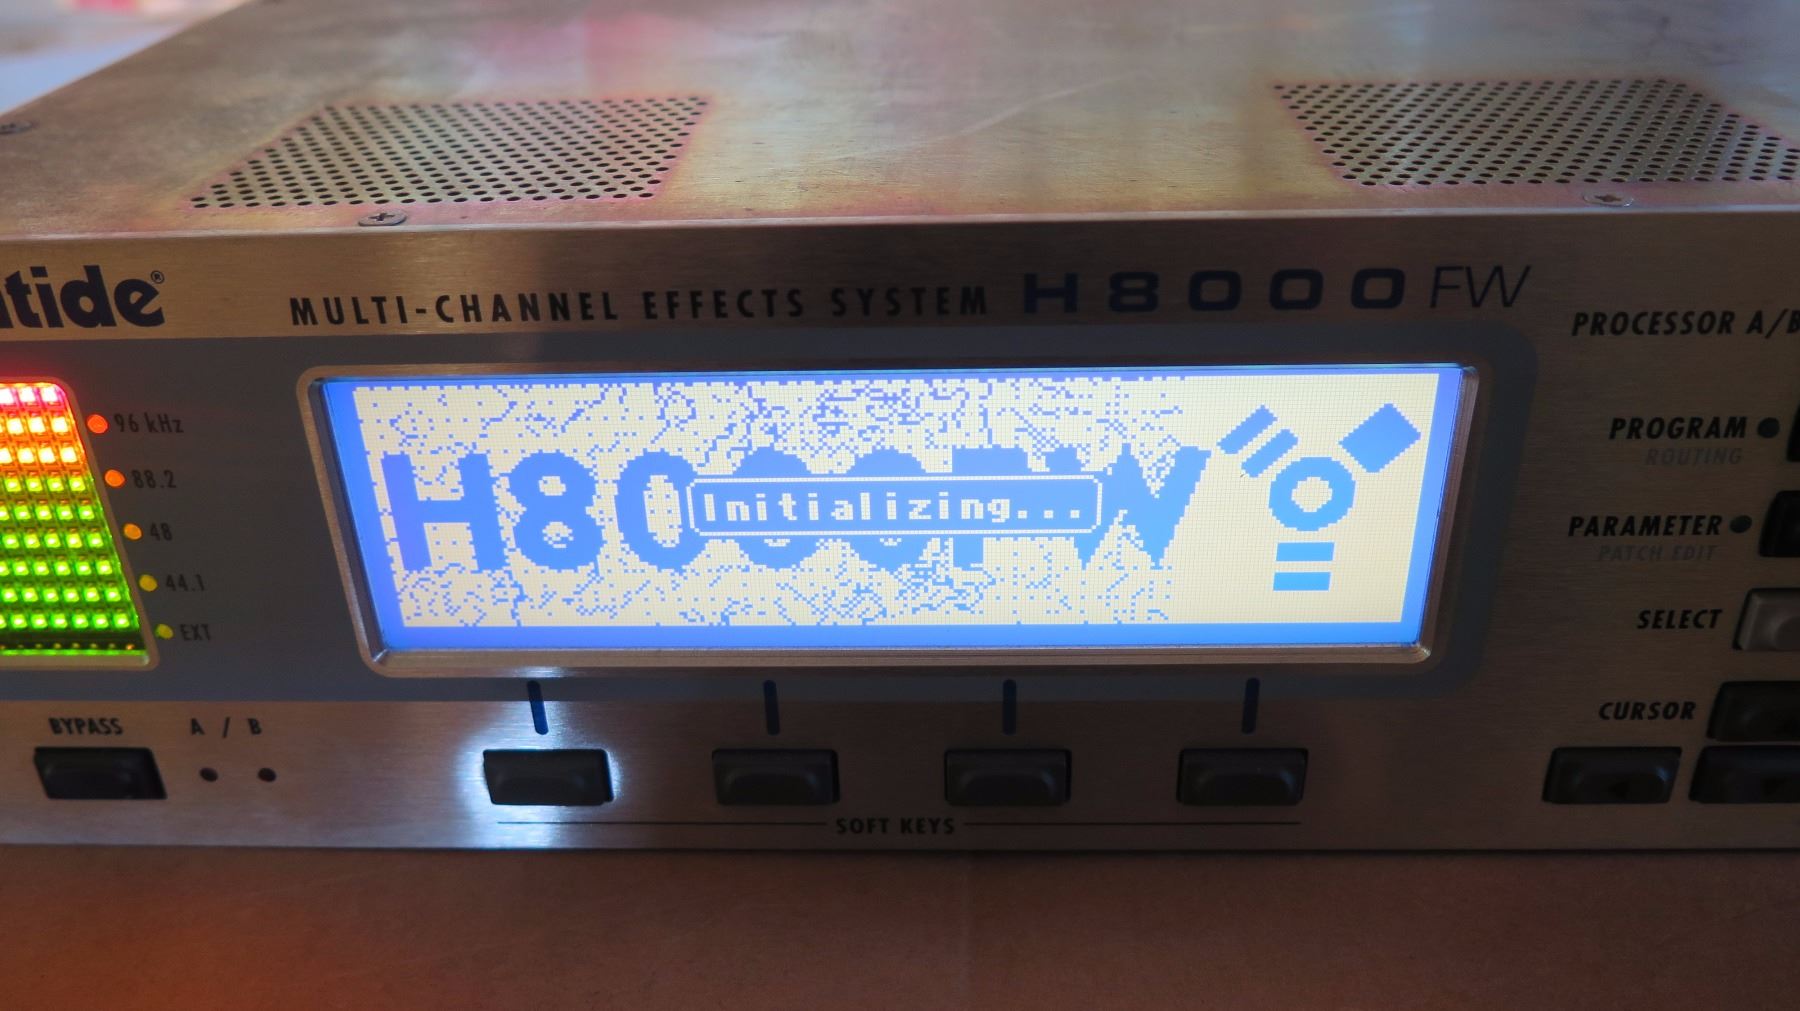 ntide®
MULTI-CHANNEL EFFECTS SYSTEM H8000FW
PROCESSOR A/B
96 kHz
88.2
48
44.1
EXT
H8000FW
Initializing...
PROGRAM
ROUTING
PARAMETER
PATCH EDIT
SELECT
CURSOR
BYPASS
A / B
SOFT KEYS